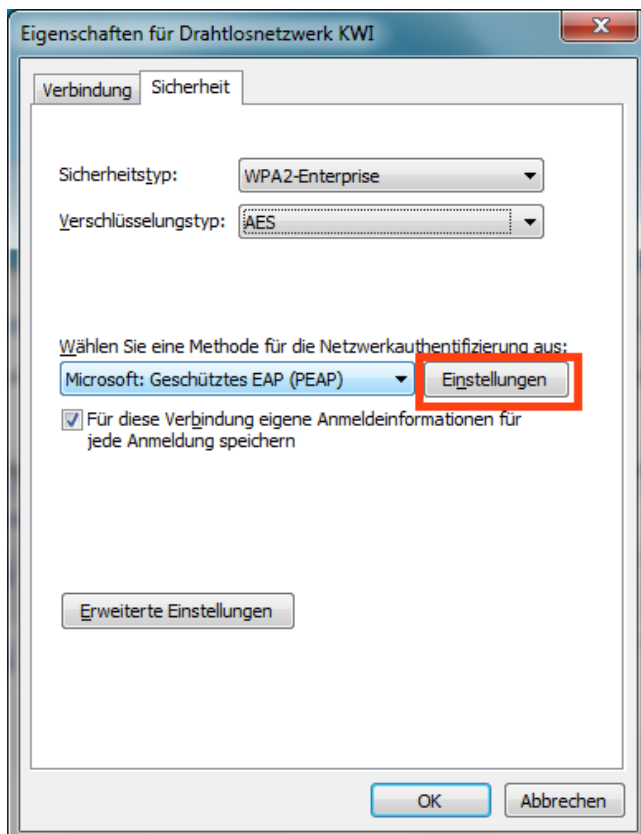 Eigenschaften für Drahtlosnetzwerk KWI
Verbindung Sicherheit
Sicherheitstyp: WPA2-Enterprise
Verschlüsselungstyp: AES
Wählen Sie eine Methode für die Netzwerkauthentifizierung aus:
Microsoft: Geschütztes EAP (PEAP) Einstellungen
Für diese Verbindung eigene Anmeldeinformationen für
jede Anmeldung speichern
Erweiterte Einstellungen
OK Abbrechen